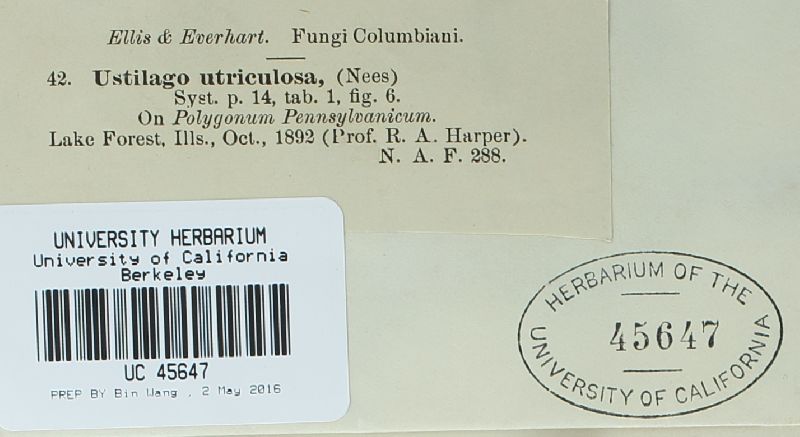 Ellis & Everhart. Fungi Columbiani.
42. Ustilago utriculosa, (Nees)
Syst. p. 14, tab. 1, fig. 6.
On Polygonum Pennsylvanicum.
Lake Forest, Ills., Oct., 1892 (Prof. R. A. Harper).
N. A. F. 288.
UNIVERSITY HERBARIUM
University of California
Berkeley
UC 45647
PREP BY Bin Wang , 2 May 2016
HERBARIUM OF THE
45647
UNIVERSITY OF CALIFORNIA